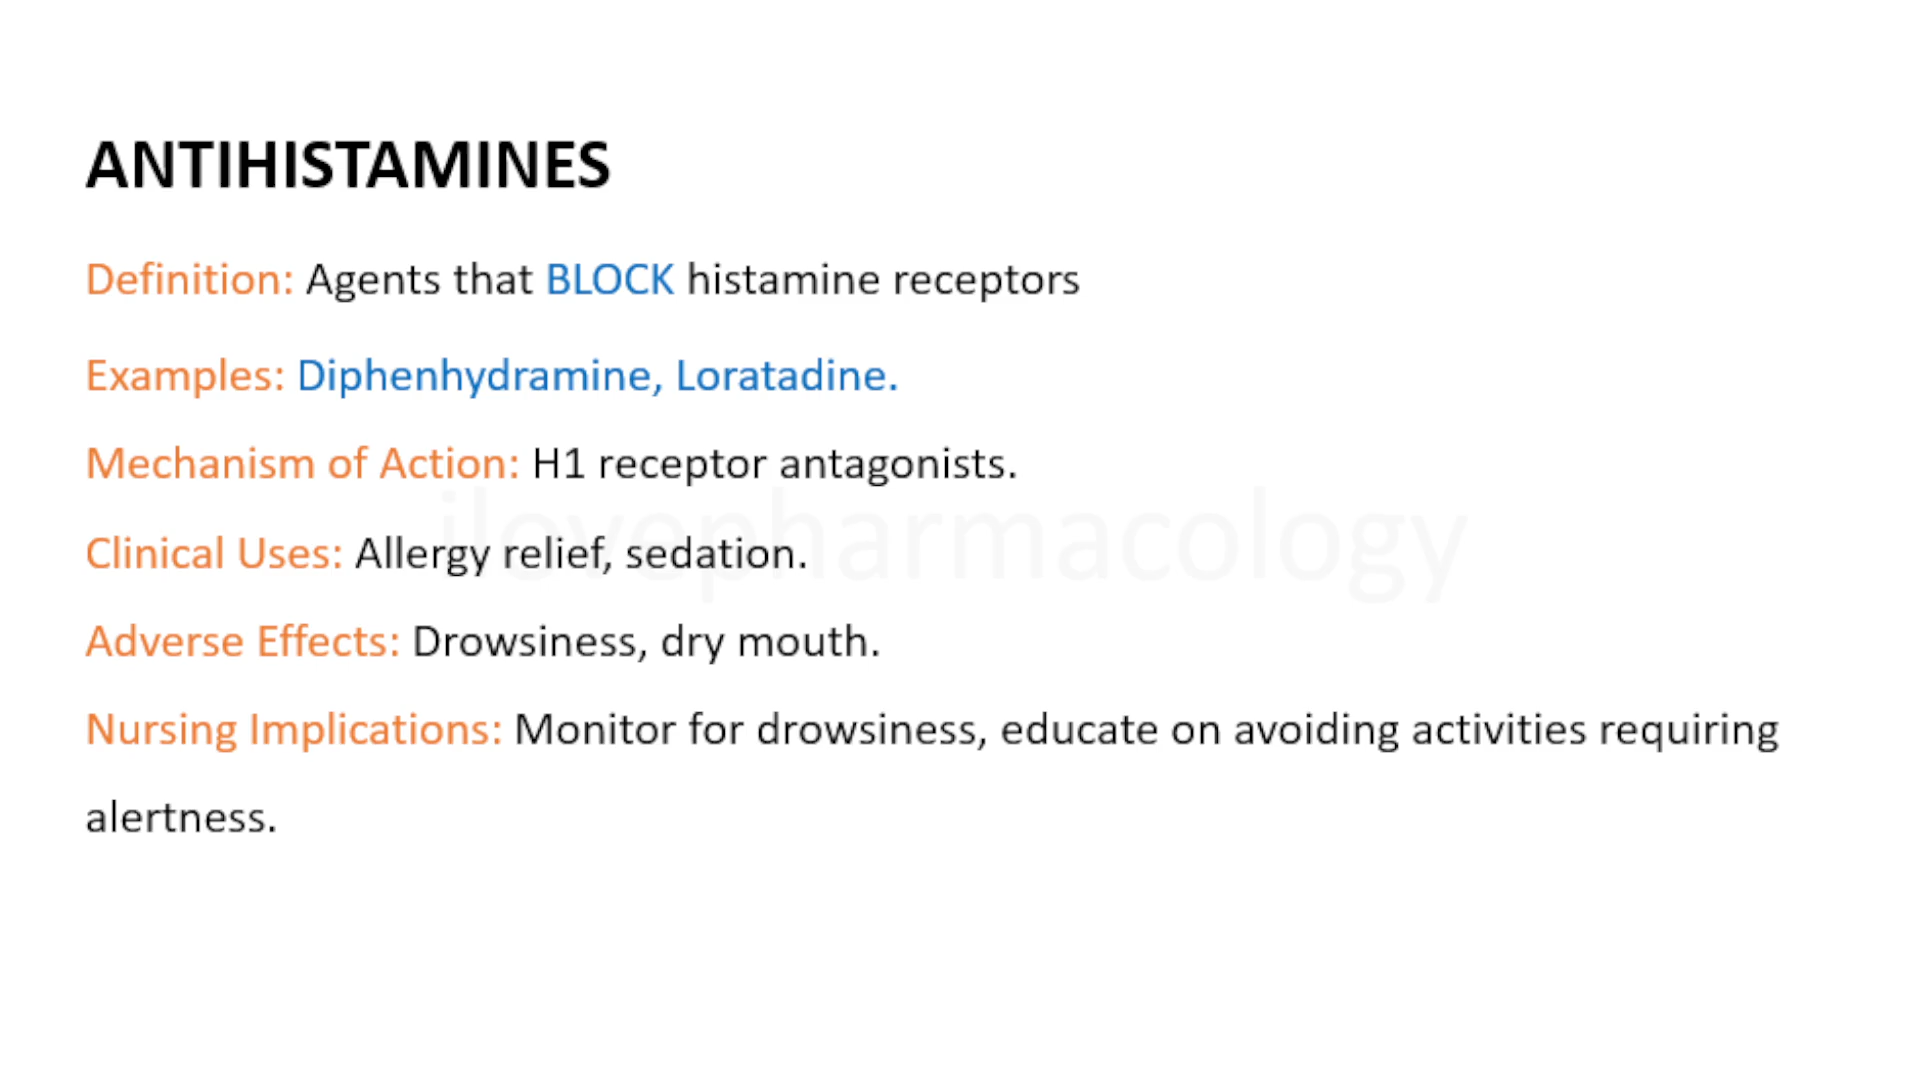 ANTIHISTAMINES
Definition: Agents that BLOCK histamine receptors
Examples: Diphenhydramine, Loratadine.
Mechanism of Action: H1 receptor antagonists.
ilovepharmacology
Clinical Uses: Allergy relief, sedation.
Adverse Effects: Drowsiness, dry mouth.
Nursing Implications: Monitor for drowsiness, educate on avoiding activities requiring
alertness.